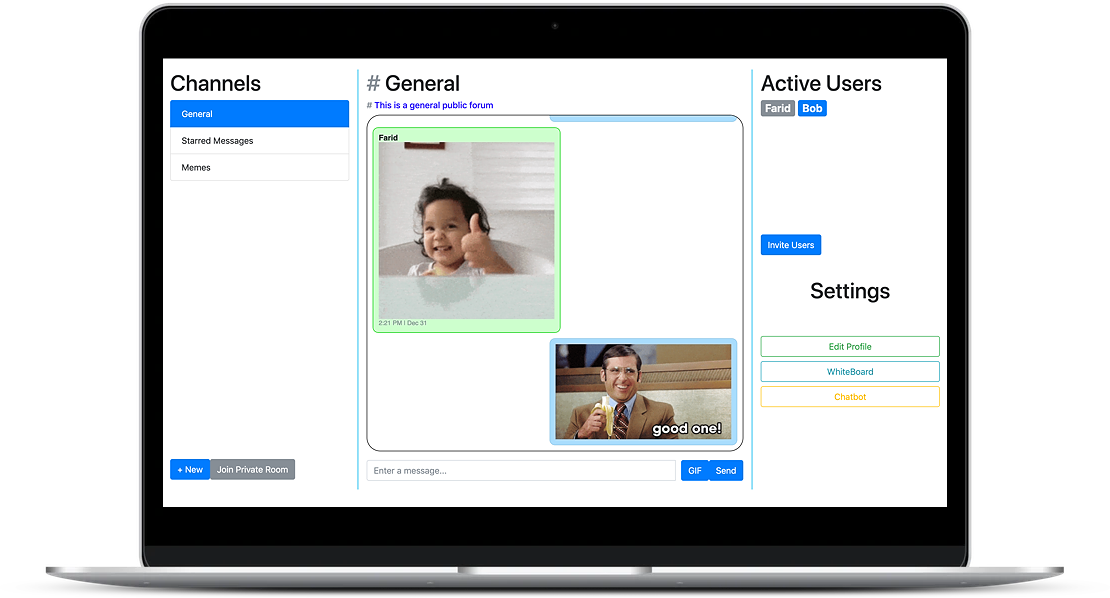 Channels
General
Starred Messages
Memes
+ New
Join Private Room
# General
# This is a general public forum
Farid
2:21 PM | Dec 31
good one!
Enter a message...
GIF
Send
Active Users
Farid Bob
Invite Users
Settings
Edit Profile
WhiteBoard
Chatbot